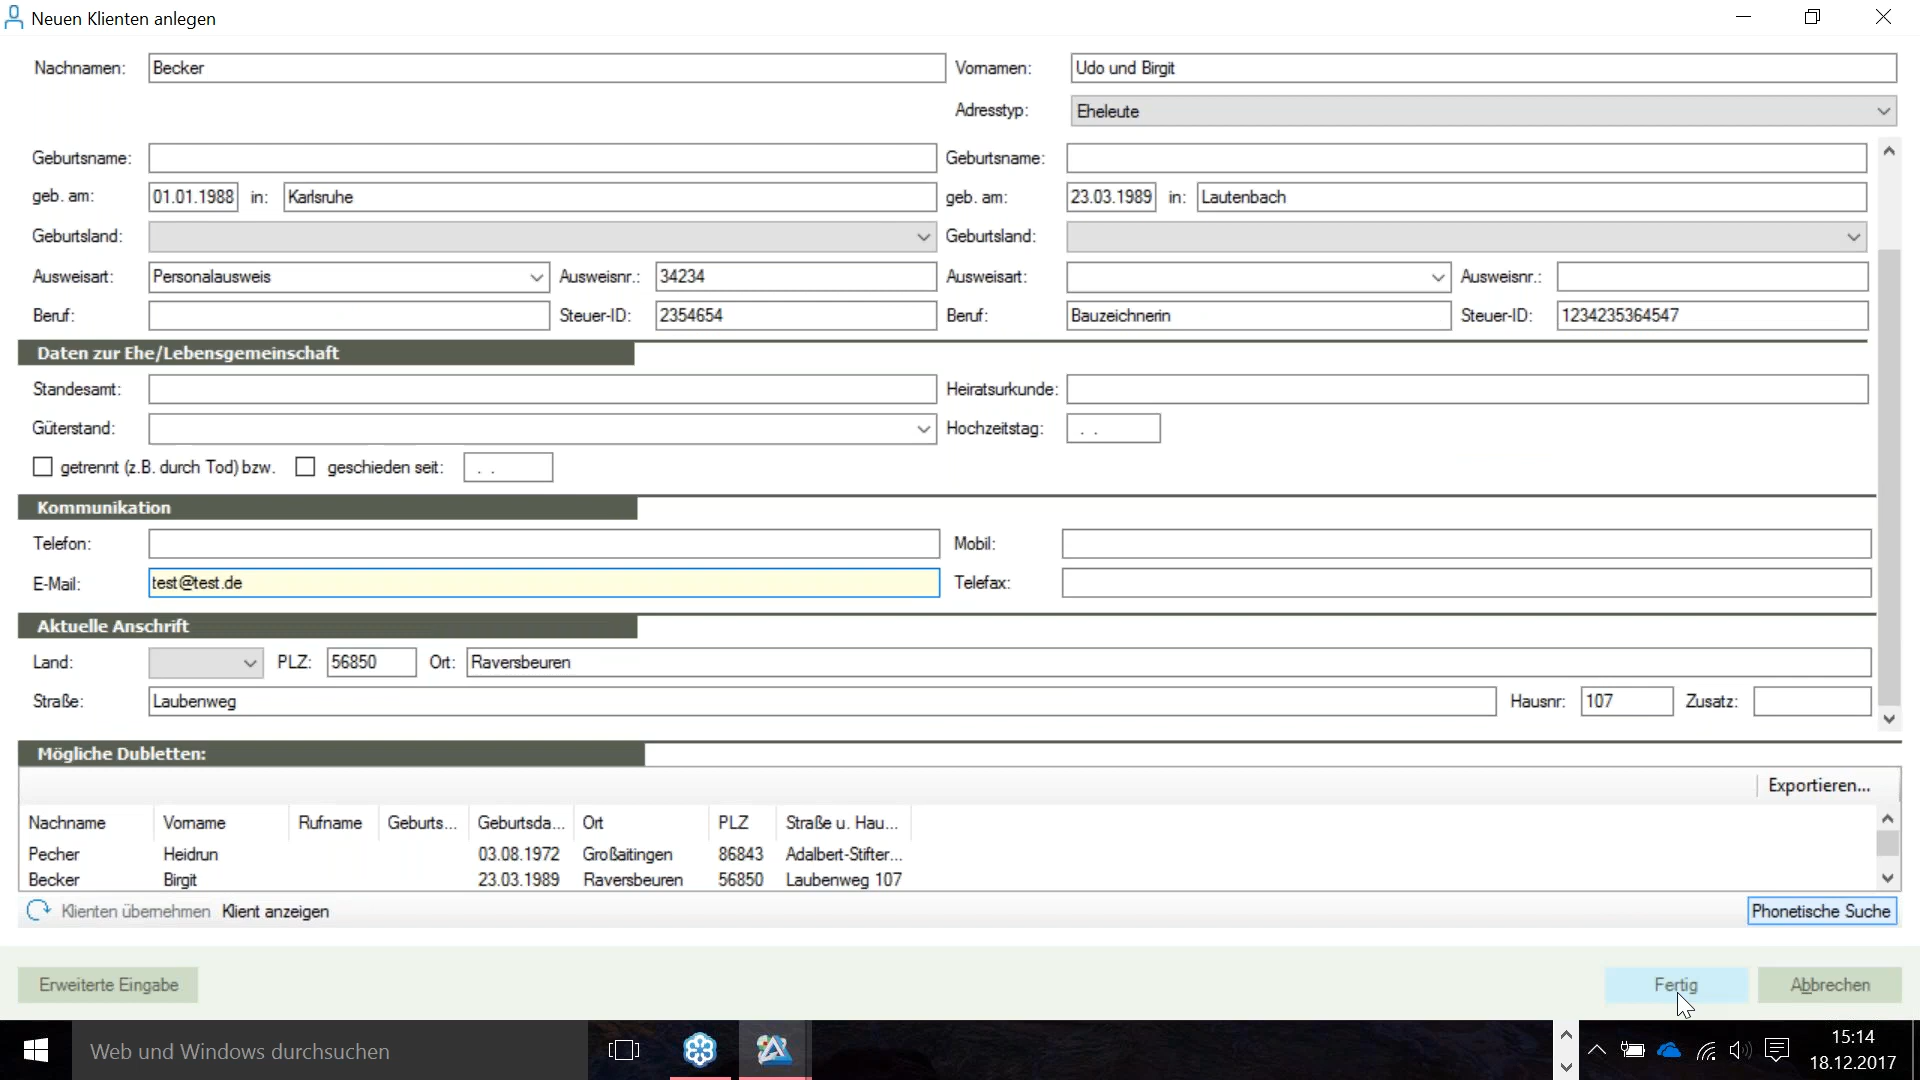 Neuen Klienten anlegen
Nachnamen: Becker Vornamen: Udo und Birgit
Adresstyp: Eheleute
Geburtsname: Geburtsname:
geb. am: 01.01.1988 in: Karlsruhe geb. am: 23.03.1989 in: Lautenbach
Geburtsland: Geburtsland:
Ausweisart: Personalausweis Ausweisnr.: 34234 Ausweisart: Ausweisnr.:
Beruf: Steuer-ID: 2354654 Beruf: Bauzeichnerin Steuer-ID: 1234235364547
Daten zur Ehe/Lebensgemeinschaft
Standesamt: Heiratsurkunde:
Güterstand: Hochzeitstag: . .
getrennt (z.B. durch Tod) bzw. geschieden seit: . .
Kommunikation
Telefon: Mobil:
E-Mail: test@test.de Telefax:
Aktuelle Anschrift
Land: PLZ: 56850 Ort: Raversbeuren
Straße: Laubenweg Hausnr: 107 Zusatz:
Mögliche Dubletten:
Exportieren...
Nachname Vorname Rufname Geburts... Geburtsda... Ort PLZ Straße u. Hau...
Pecher Heidrun 03.08.1972 Großaitingen 86843 Adalbert-Stifter...
Becker Birgit 23.03.1989 Raversbeuren 56850 Laubenweg 107
Klienten übernehmen Klient anzeigen Phonetische Suche
Erweiterte Eingabe Fertig Abbrechen
Web und Windows durchsuchen 15:14
18.12.2017